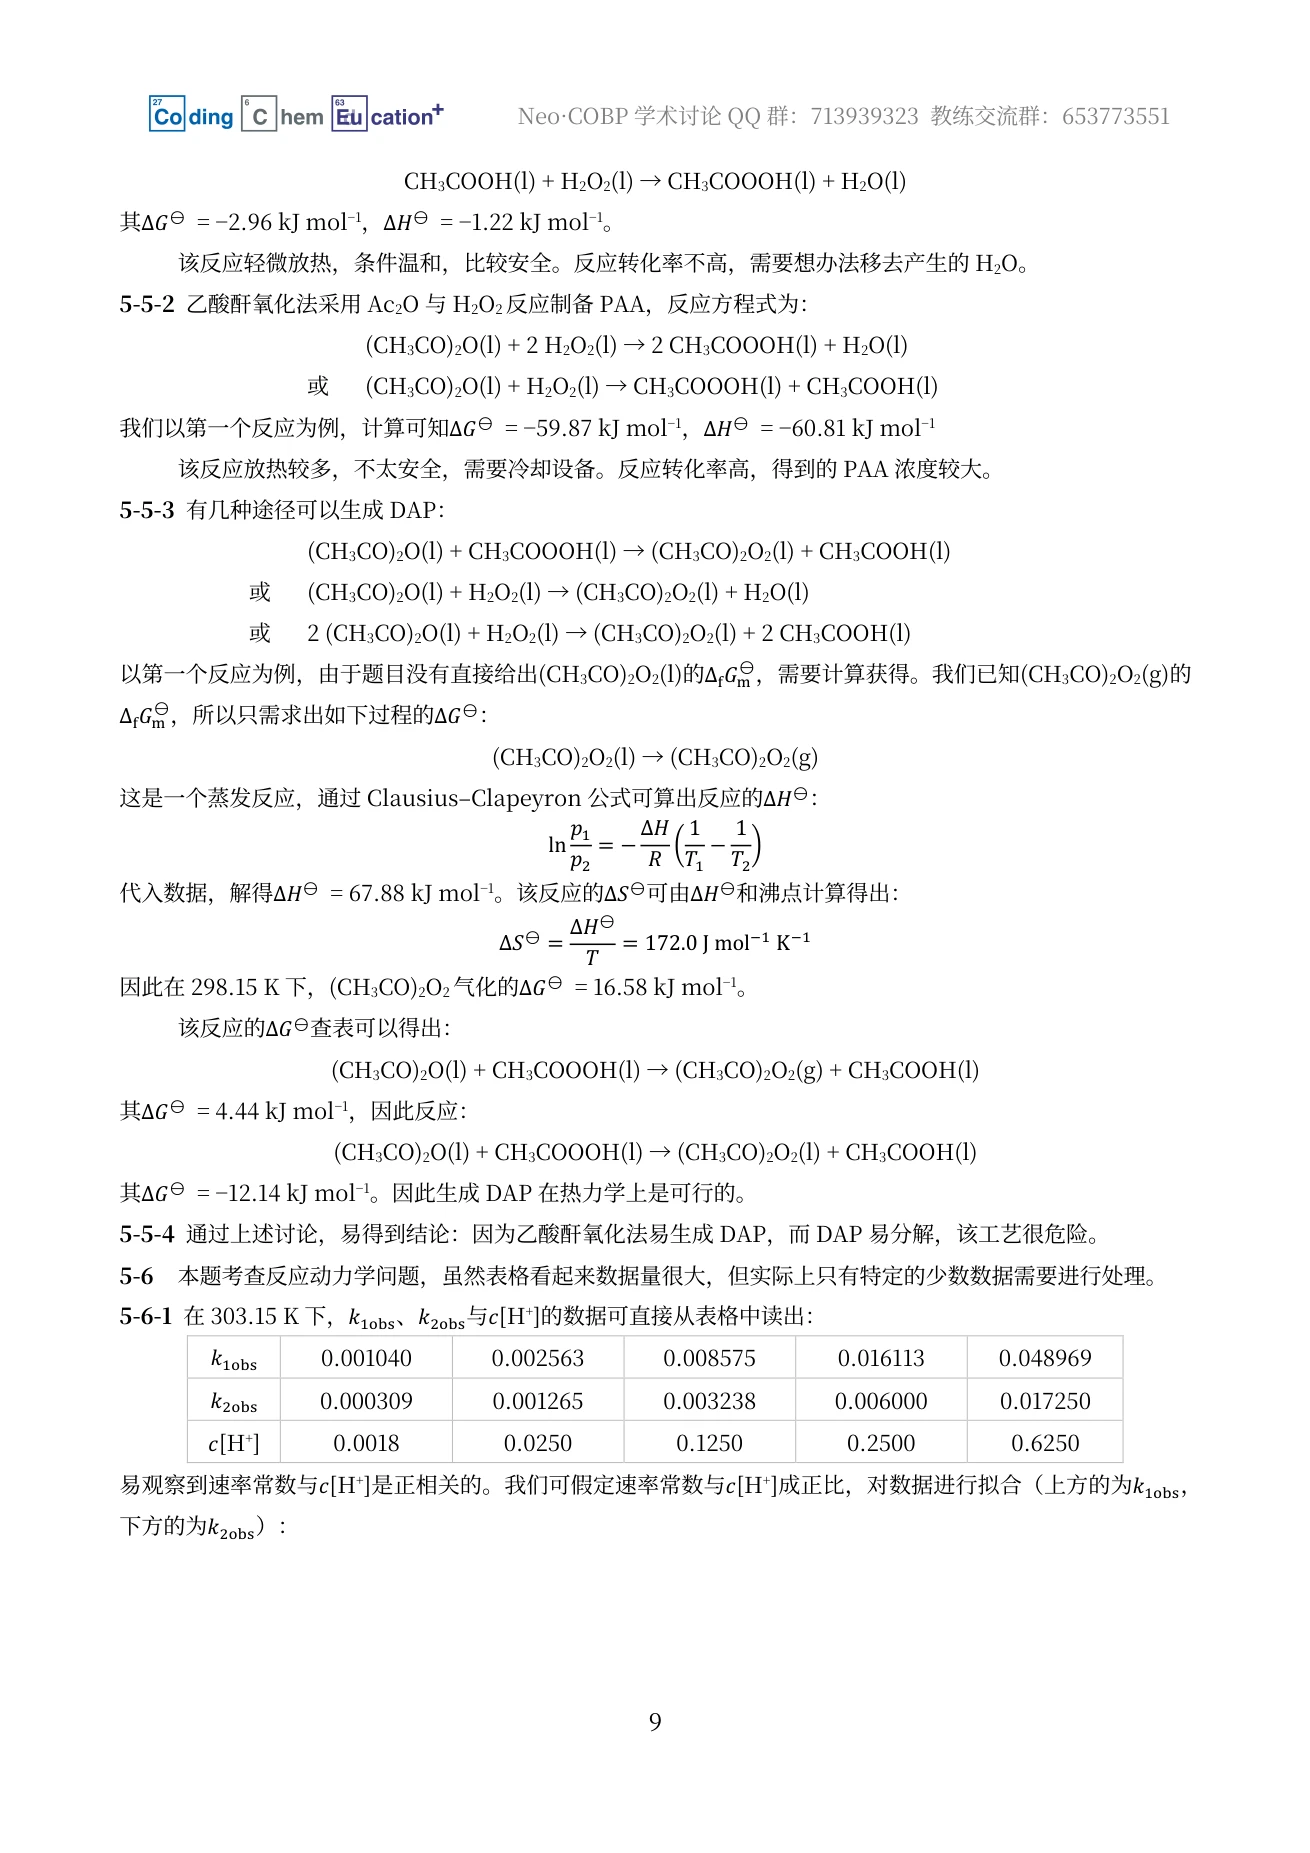 27 Co ding 6 C hem 63 Eu cation+ Neo·COBP 学术讨论 QQ 群：713939323 教练交流群：653773551
CH₃COOH(l) + H₂O₂(l) → CH₃COOOH(l) + H₂O(l)
其ΔG⊖ = −2.96 kJ mol⁻¹，ΔH⊖ = −1.22 kJ mol⁻¹。
该反应轻微放热，条件温和，比较安全。反应转化率不高，需要想办法移去产生的 H₂O。
5-5-2 乙酸酐氧化法采用 Ac₂O 与 H₂O₂ 反应制备 PAA，反应方程式为：
(CH₃CO)₂O(l) + 2 H₂O₂(l) → 2 CH₃COOOH(l) + H₂O(l)
或 (CH₃CO)₂O(l) + H₂O₂(l) → CH₃COOOH(l) + CH₃COOH(l)
我们以第一个反应为例，计算可知ΔG⊖ = −59.87 kJ mol⁻¹，ΔH⊖ = −60.81 kJ mol⁻¹
该反应放热较多，不太安全，需要冷却设备。反应转化率高，得到的 PAA 浓度较大。
5-5-3 有几种途径可以生成 DAP：
(CH₃CO)₂O(l) + CH₃COOOH(l) → (CH₃CO)₂O₂(l) + CH₃COOH(l)
或 (CH₃CO)₂O(l) + H₂O₂(l) → (CH₃CO)₂O₂(l) + H₂O(l)
或 2 (CH₃CO)₂O(l) + H₂O₂(l) → (CH₃CO)₂O₂(l) + 2 CH₃COOH(l)
以第一个反应为例，由于题目没有直接给出(CH₃CO)₂O₂(l)的Δ_fG_m⊖，需要计算获得。我们已知(CH₃CO)₂O₂(g)的
Δ_fG_m⊖，所以只需求出如下过程的ΔG⊖：
(CH₃CO)₂O₂(l) → (CH₃CO)₂O₂(g)
这是一个蒸发反应，通过 Clausius–Clapeyron 公式可算出反应的ΔH⊖：
ln p₁/p₂ = −ΔH/R (1/T₁ − 1/T₂)
代入数据，解得ΔH⊖ = 67.88 kJ mol⁻¹。该反应的ΔS⊖可由ΔH⊖和沸点计算得出：
ΔS⊖ = ΔH⊖/T = 172.0 J mol⁻¹ K⁻¹
因此在 298.15 K 下，(CH₃CO)₂O₂ 气化的ΔG⊖ = 16.58 kJ mol⁻¹。
该反应的ΔG⊖查表可以得出：
(CH₃CO)₂O(l) + CH₃COOOH(l) → (CH₃CO)₂O₂(g) + CH₃COOH(l)
其ΔG⊖ = 4.44 kJ mol⁻¹，因此反应：
(CH₃CO)₂O(l) + CH₃COOOH(l) → (CH₃CO)₂O₂(l) + CH₃COOH(l)
其ΔG⊖ = −12.14 kJ mol⁻¹。因此生成 DAP 在热力学上是可行的。
5-5-4 通过上述讨论，易得到结论：因为乙酸酐氧化法易生成 DAP，而 DAP 易分解，该工艺很危险。
5-6 本题考查反应动力学问题，虽然表格看起来数据量很大，但实际上只有特定的少数数据需要进行处理。
5-6-1 在 303.15 K 下，k₁obs、k₂obs与c[H⁺]的数据可直接从表格中读出：
k₁obs 0.001040 0.002563 0.008575 0.016113 0.048969
k₂obs 0.000309 0.001265 0.003238 0.006000 0.017250
c[H⁺] 0.0018 0.0250 0.1250 0.2500 0.6250
易观察到速率常数与c[H⁺]是正相关的。我们可假定速率常数与c[H⁺]成正比，对数据进行拟合（上方的为k₁obs，
下方的为k₂obs）：
9